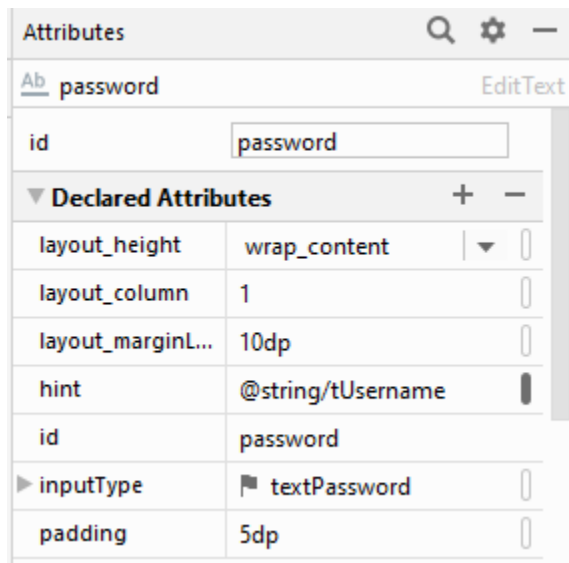 Attributes
Ab password EditText
id password
Declared Attributes
layout_height wrap_content
layout_column 1
layout_marginL... 10dp
hint @string/tUsername
id password
inputType textPassword
padding 5dp